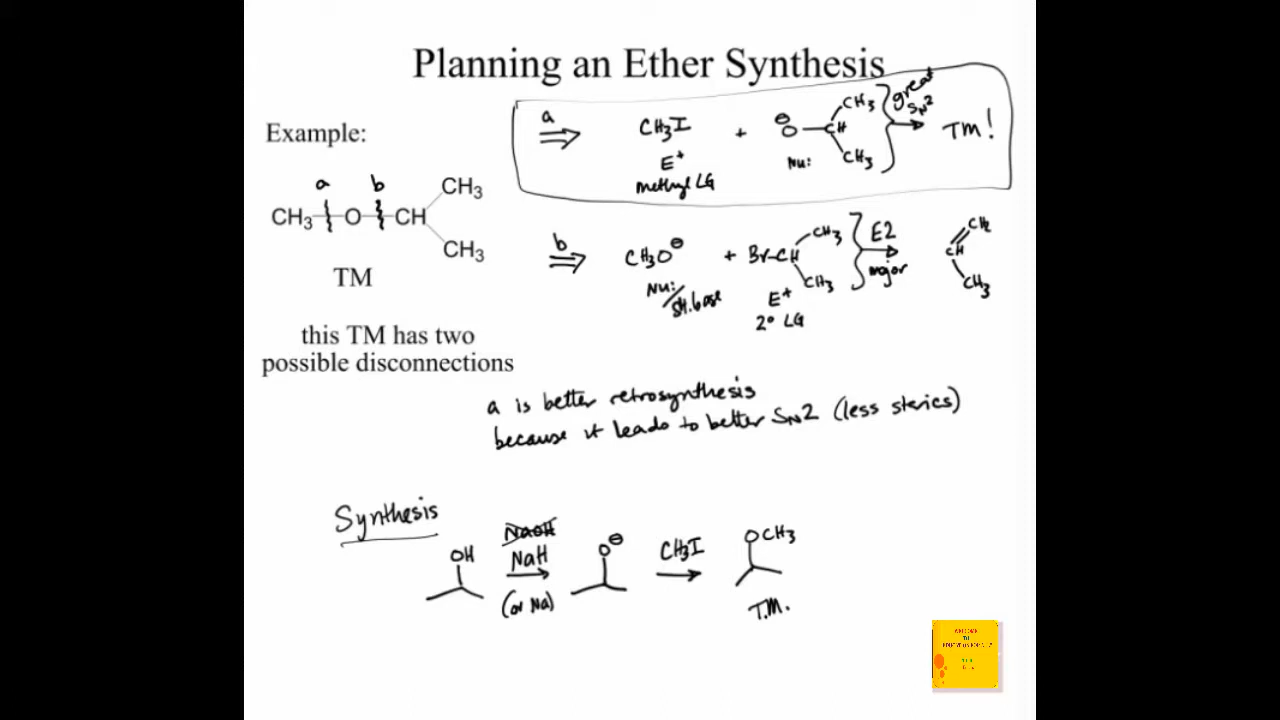 Planning an Ether Synthesis
Example:
a b
CH3 O CH CH3 CH3
TM
this TM has two
possible disconnections
a ⇒ CH3I + ⊖O CH CH3 CH3 great SN2 → TM!
E+ Nu:
methyl LG
b ⇒ CH3O⊖ + Br-CH CH3 CH3 E2 major → CH2 CH CH3
Nu:/St. base E+
2° LG
a is better retrosynthesis
because it leads to better SN2 (less sterics)
Synthesis
OH NaOH NaH (or Na) → O⊖ CH3I → OCH3
T.M.
WELCOME
TO